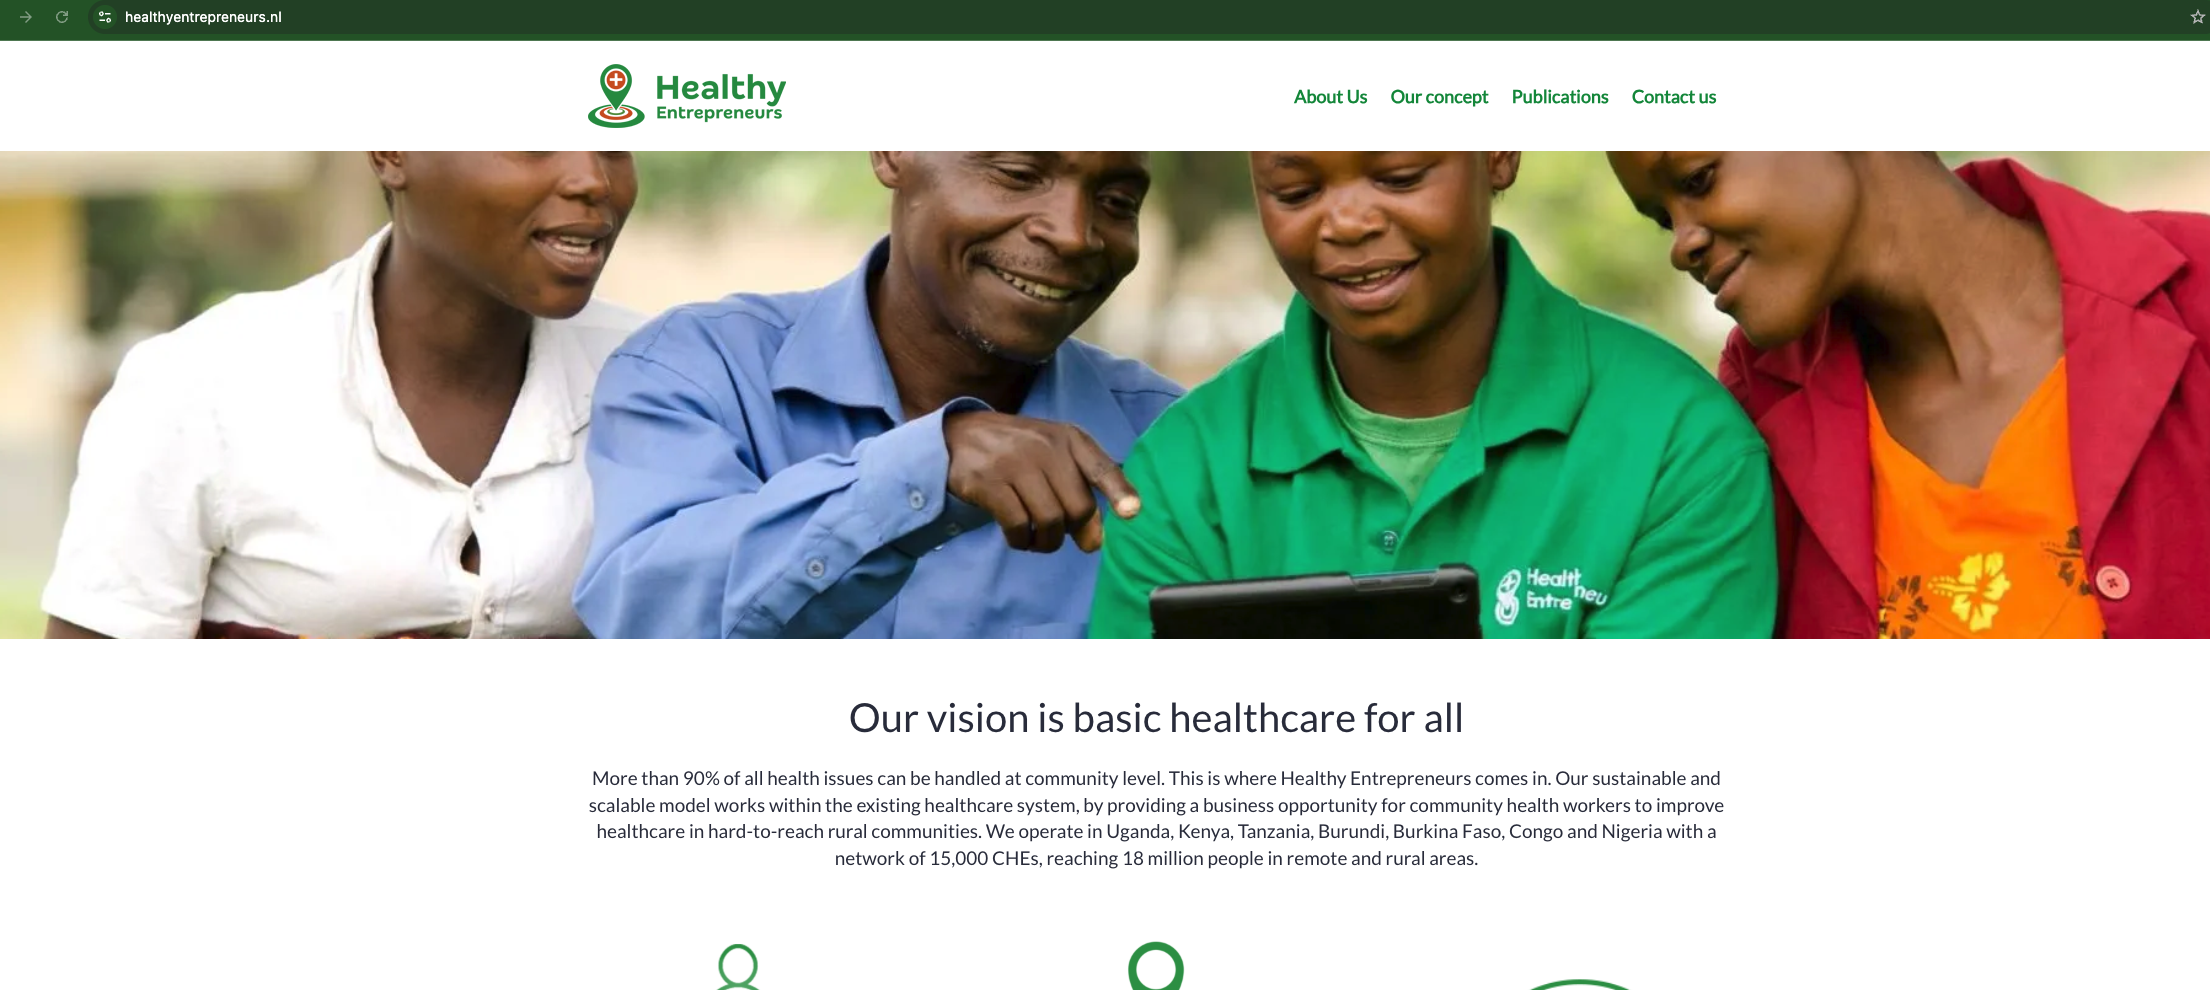 healthyentrepreneurs.nl
Healthy
Entrepreneurs
About Us Our concept Publications Contact us
Health
Entre neu
Our vision is basic healthcare for all
More than 90% of all health issues can be handled at community level. This is where Healthy Entrepreneurs comes in. Our sustainable and
scalable model works within the existing healthcare system, by providing a business opportunity for community health workers to improve
healthcare in hard-to-reach rural communities. We operate in Uganda, Kenya, Tanzania, Burundi, Burkina Faso, Congo and Nigeria with a
network of 15,000 CHEs, reaching 18 million people in remote and rural areas.